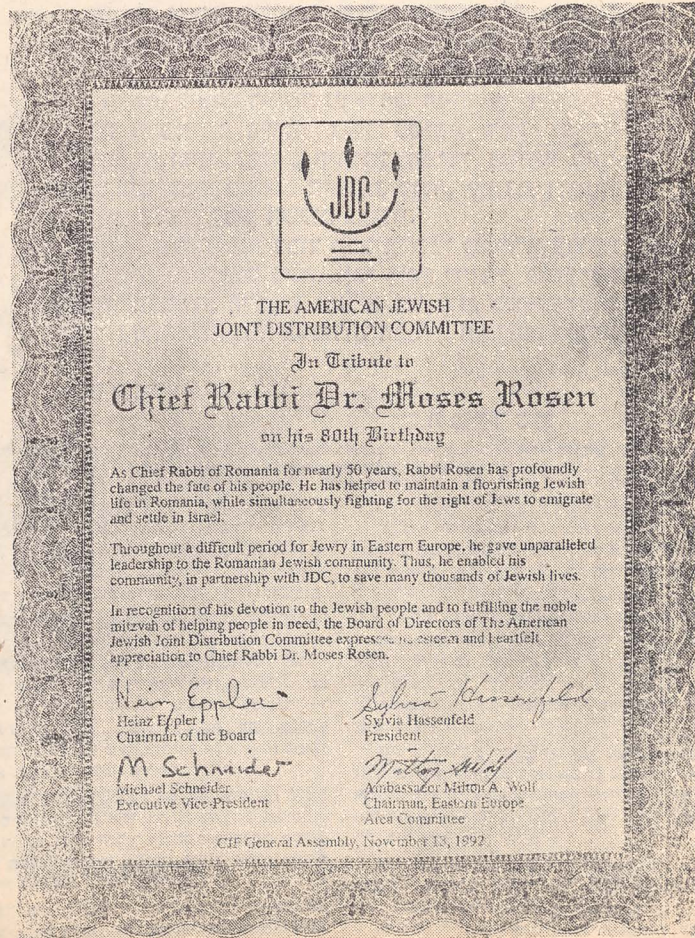 JDC
THE AMERICAN JEWISH
JOINT DISTRIBUTION COMMITTEE
In Tribute to
Chief Rabbi Dr. Moses Rosen
on his 80th Birthday
As Chief Rabbi of Romania for nearly 50 years, Rabbi Rosen has profoundly
changed the fate of his people. He has helped to maintain a flourishing Jewish
life in Romania, while simultaneously fighting for the right of Jews to emigrate
and settle in Israel.
Throughout a difficult period for Jewry in Eastern Europe, he gave unparalleled
leadership to the Romanian Jewish community. Thus, he enabled his
community, in partnership with JDC, to save many thousands of Jewish lives.
In recognition of his devotion to the Jewish people and to fulfilling the noble
mitzvah of helping people in need, the Board of Directors of The American
Jewish Joint Distribution Committee expresses its esteem and heartfelt
appreciation to Chief Rabbi Dr. Moses Rosen.
Heinz Eppler Sylvia Hassenfeld
Heinz Eppler Sylvia Hassenfeld
Chairman of the Board President
M Schneider Milton A Wolf
Michael Schneider Ambassador Milton A. Wolf
Executive Vice-President Chairman, Eastern Europe
Area Committee
CJF General Assembly, November 13, 1992